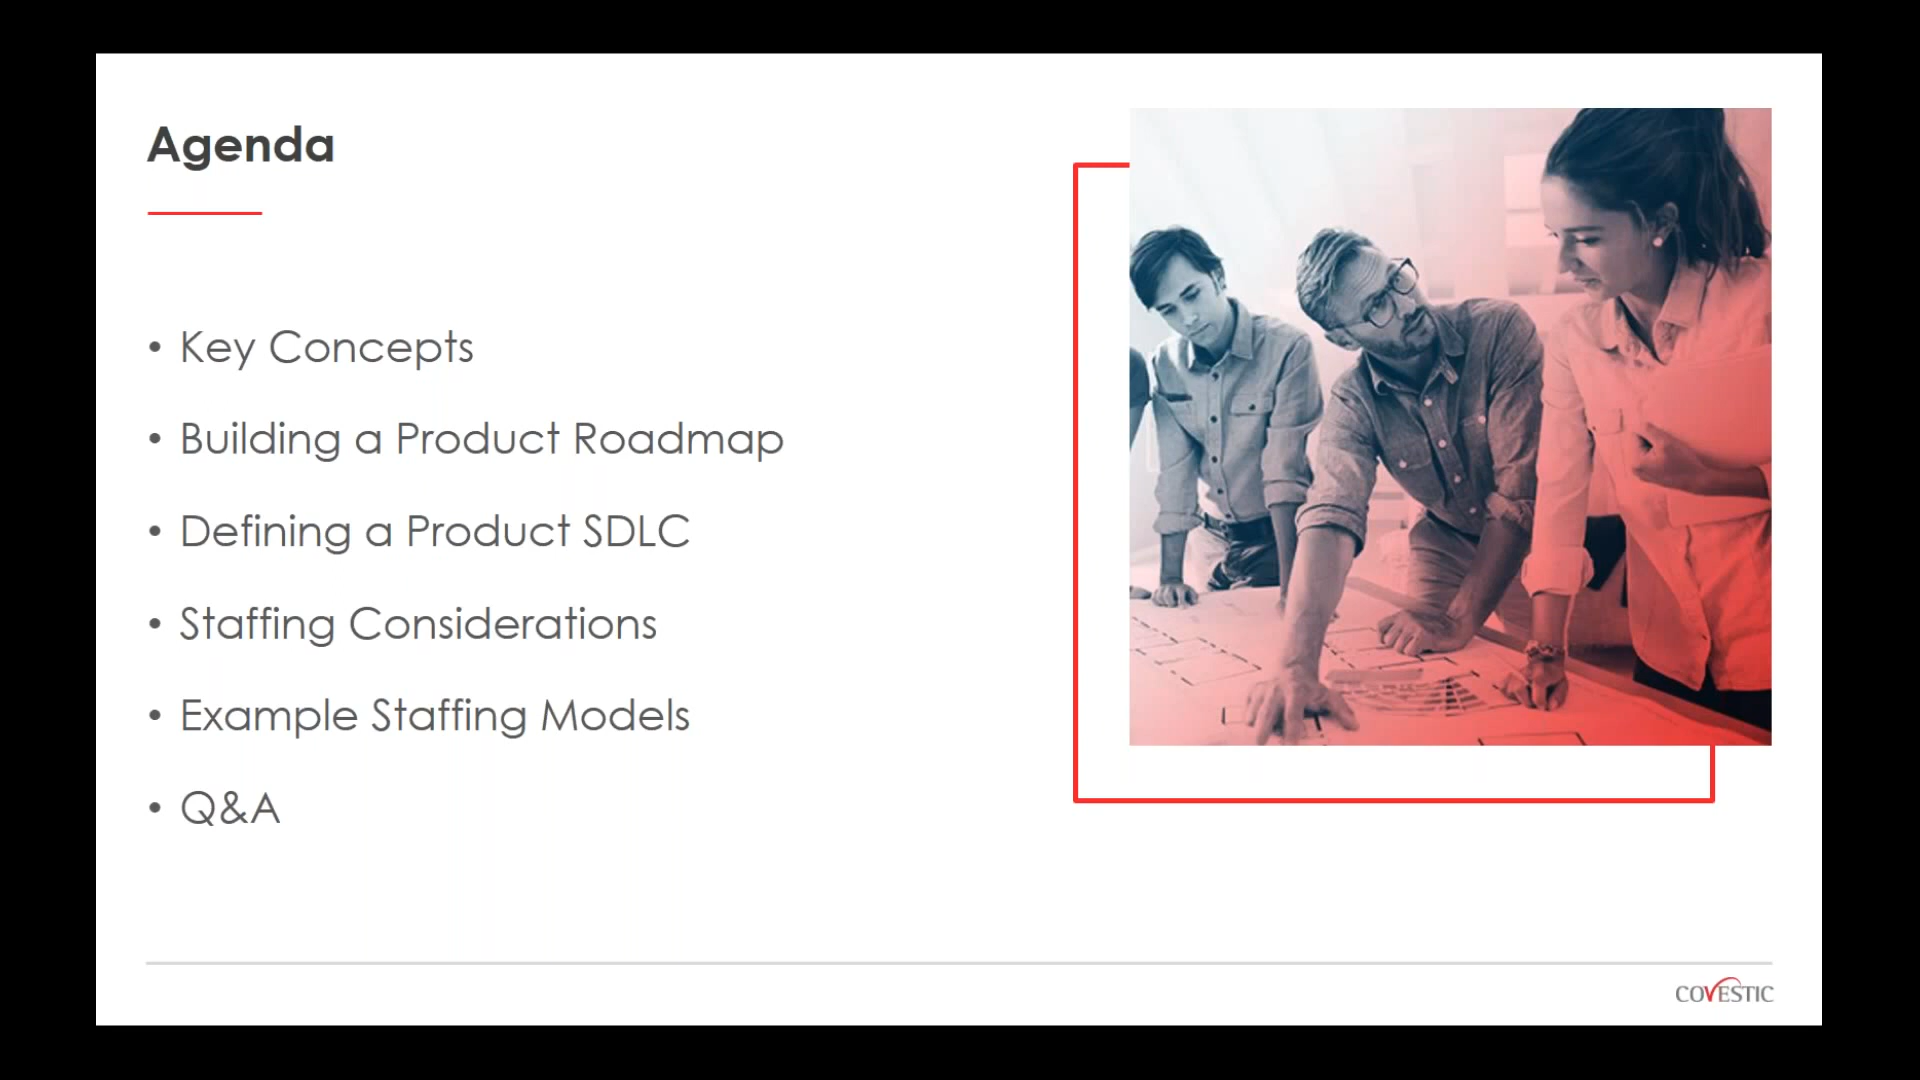 Agenda
• Key Concepts
• Building a Product Roadmap
• Defining a Product SDLC
• Staffing Considerations
• Example Staffing Models
• Q&A
COVESTIC